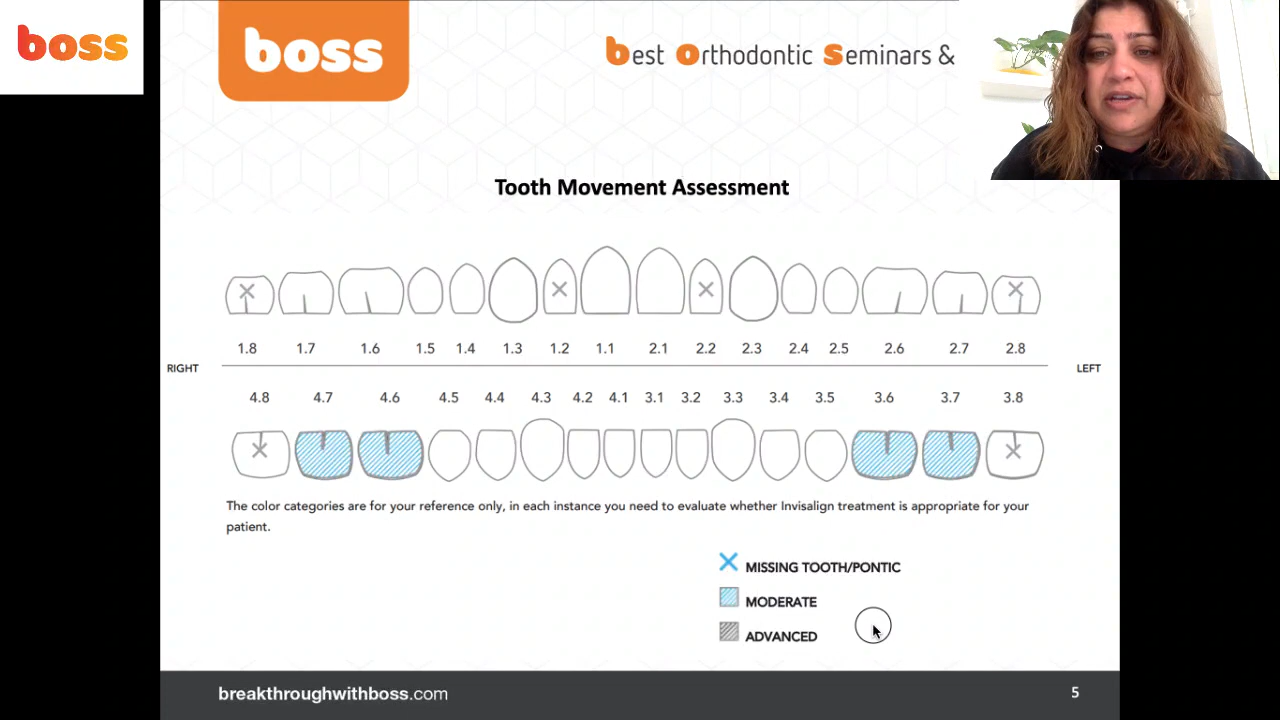 boss
boss
best Orthodontic Seminars &
Tooth Movement Assessment
1.8 1.7 1.6 1.5 1.4 1.3 1.2 1.1 2.1 2.2 2.3 2.4 2.5 2.6 2.7 2.8
RIGHT LEFT
4.8 4.7 4.6 4.5 4.4 4.3 4.2 4.1 3.1 3.2 3.3 3.4 3.5 3.6 3.7 3.8
The color categories are for your reference only, in each instance you need to evaluate whether Invisalign treatment is appropriate for your
patient.
MISSING TOOTH/PONTIC
MODERATE
ADVANCED
breakthroughwithboss.com 5